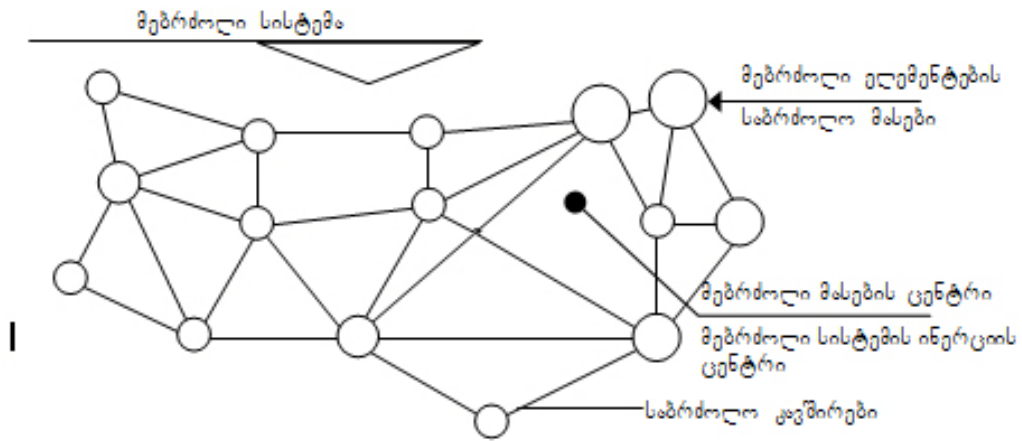 მებრძოლი სისტემა
მებრძოლი ელემენტების
საბრძოლო მასები
მებრძოლი მასების ცენტრი
მებრძოლი სისტემის ინერციის
ცენტრი
საბრძოლო კავშირები